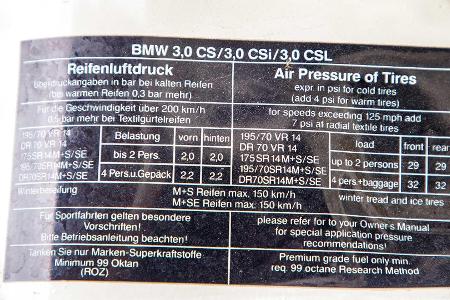 BMW 3,0 CS/3,0 CSi/3,0 CSL
Reifenluftdruck
Überdruckangaben in bar bei kalten Reifen
(bei warmen Reifen 0,3 bar mehr)
Für die Geschwindigkeit über 200 km/h
0,5 bar mehr bei Textilgürtelreifen
195/70 VR 14
DR 70 VR 14
175SR14M+S/SE
195/70SR14M+S/SE
DR70SR14M+S/SE
Belastung vorn hinten
bis 2 Pers. 2,0 2,0
4 Pers.u.Gepäck 2,2 2,2
Winterbereifung M+S Reifen max. 150 km/h
M+SE Reifen max. 150 km/h
Für Sportfahrten gelten besondere
Vorschriften!
Bitte Betriebsanleitung beachten!
Tanken Sie nur Marken-Superkraftstoffe
Minimum 99 Oktan
(ROZ)
Air Pressure of Tires
expr in psi for cold tires
(add 4 psi for warm tires)
for speeds exceeding 125 mph add
7 psi at radial textile tires
195/70 VR 14
DR 70 VR 14
175SR14M+S/SE
195/70SR14M+S/SE
DR70SR14M+S/SE
load front rear
up to 2 persons 29 29
4 pers+baggage 32 32
winter tread and ice tires
please refer for to your Owner's Manual
for special application pressure
recommendations!
Premium grade fuel only min.
req. 99 octane Research Method